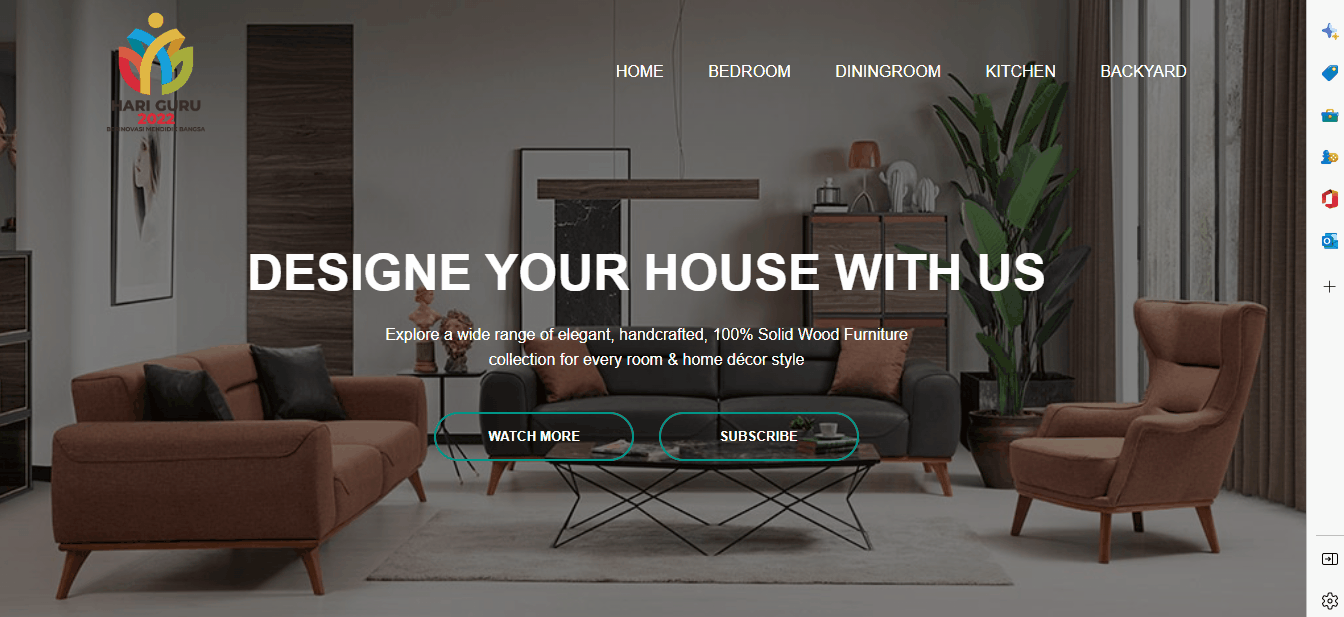 HARI GURU
2022
BERINOVASI MENDIDIK BANGSA
HOME BEDROOM DININGROOM KITCHEN BACKYARD
DESIGNE YOUR HOUSE WITH US
Explore a wide range of elegant, handcrafted, 100% Solid Wood Furniture
collection for every room & home décor style
WATCH MORE SUBSCRIBE